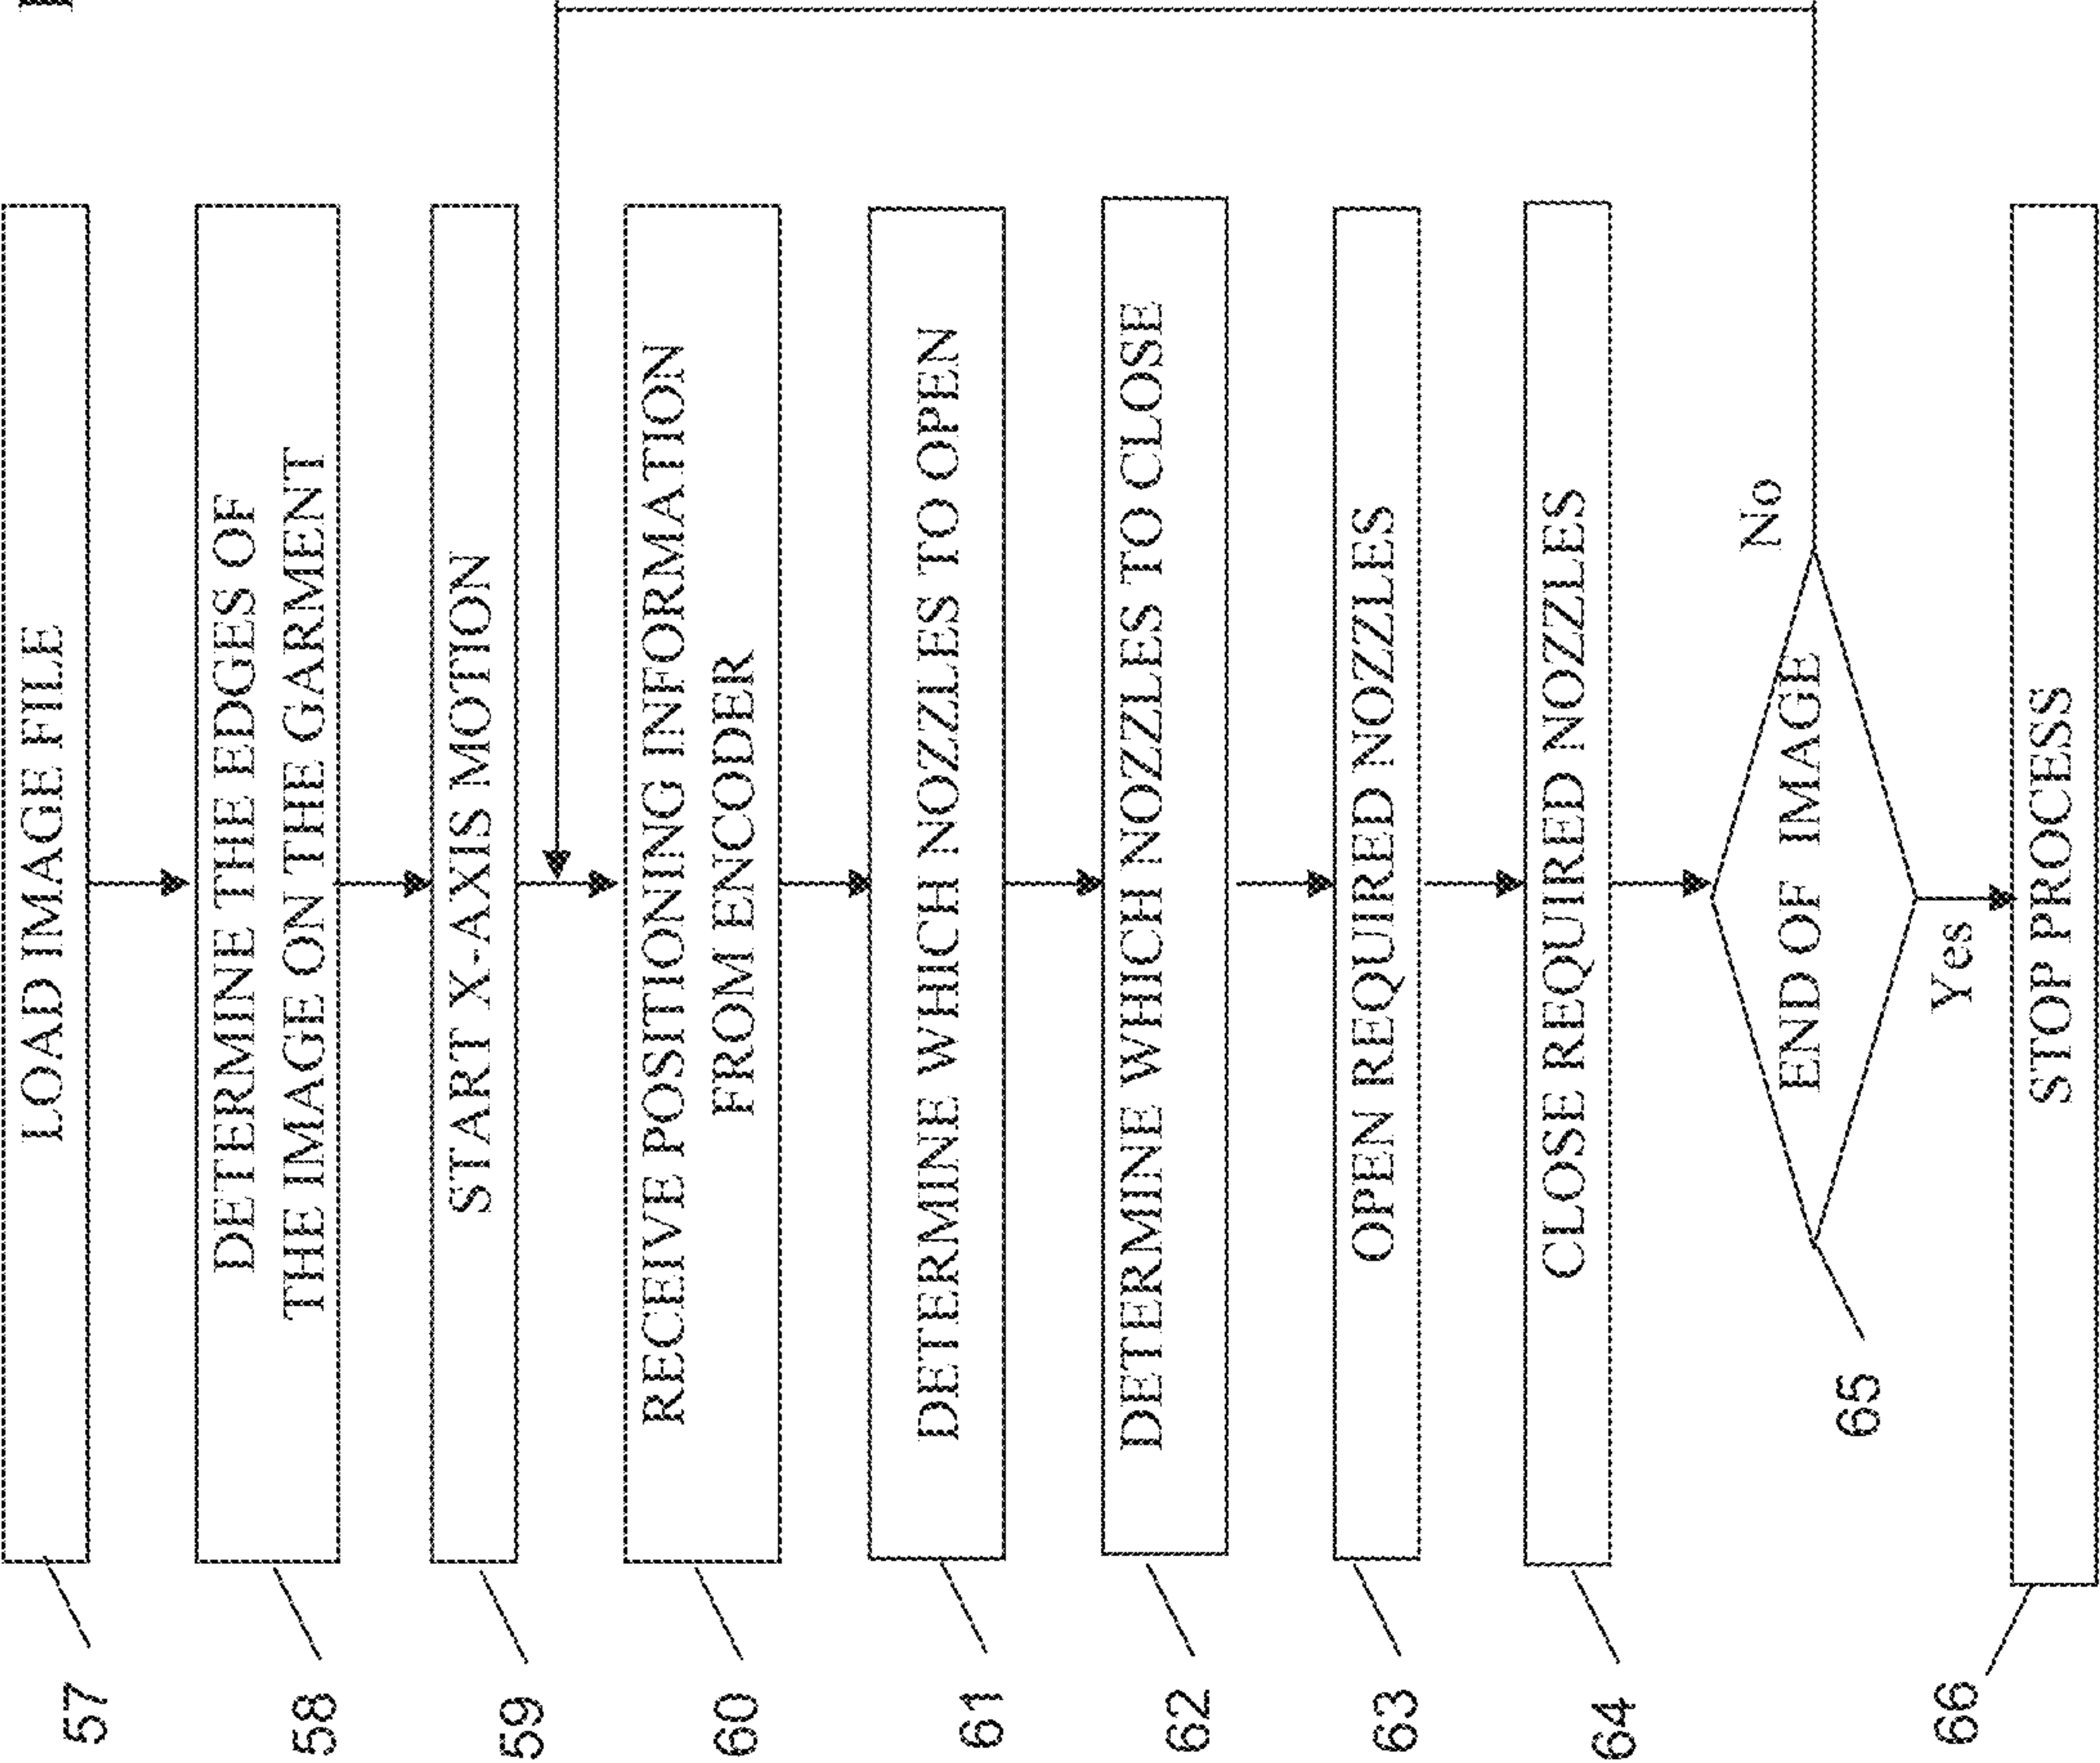 57
LOAD IMAGE FILE
58
DETERMINE THE EDGES OF
THE IMAGE ON THE GARMENT
59
START X-AXIS MOTION
60
RECEIVE POSITIONING INFORMATION
FROM ENCODER
61
DETERMINE WHICH NOZZLES TO OPEN
62
DETERMINE WHICH NOZZLES TO CLOSE
63
OPEN REQUIRED NOZZLES
64
CLOSE REQUIRED NOZZLES
65
END OF IMAGE
No
Yes
66
STOP PROCESS